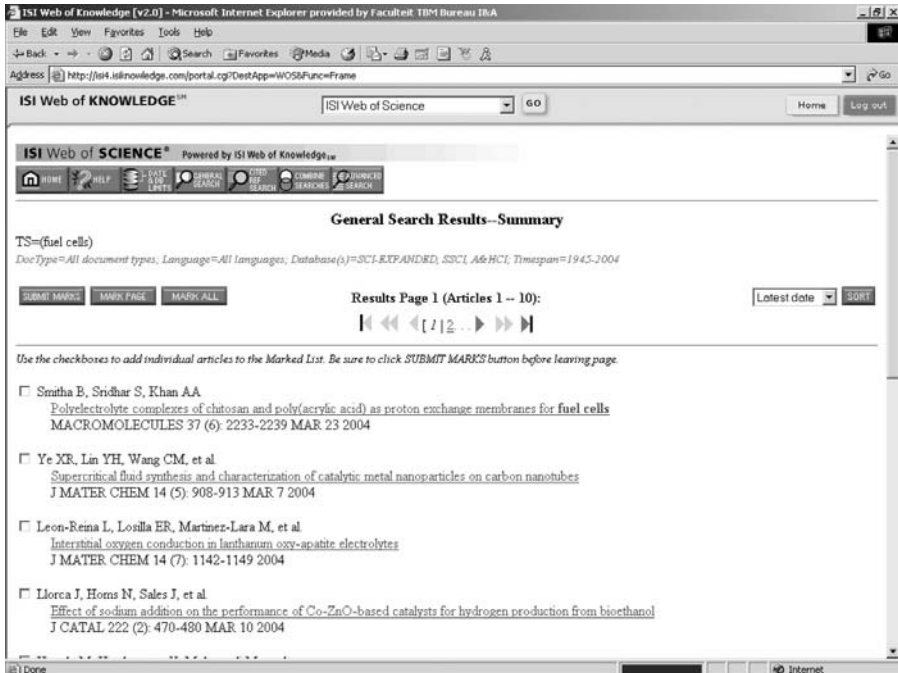 ISI Web of Knowledge [v2.0] - Microsoft Internet Explorer provided by Faculteit TBM Bureau I&A
File Edit View Favorites Tools Help
Back Search Favorites Media
Address http://isi4.isiknowledge.com/portal.cgi?DestApp=WOS&Func=Frame Go
ISI Web of KNOWLEDGE SM ISI Web of Science GO Home Log out
ISI Web of SCIENCE® Powered by ISI Web of Knowledge SM
HOME HELP DATE & DB LIMITS GENERAL SEARCH CITED REF SEARCH COMBINE SEARCHES ADVANCED SEARCH
General Search Results--Summary
TS=(fuel cells)
DocType=All document types; Language=All languages; Database(s)=SCI-EXPANDED, SSCI, A&HCI; Timespan=1945-2004
SUBMIT MARKS MARK PAGE MARK ALL Results Page 1 (Articles 1 -- 10): Latest date SORT
[ 1 | 2 ...
Use the checkboxes to add individual articles to the Marked List. Be sure to click SUBMIT MARKS button before leaving page.
Smitha B, Sridhar S, Khan AA
Polyelectrolyte complexes of chitosan and poly(acrylic acid) as proton exchange membranes for fuel cells
MACROMOLECULES 37 (6): 2233-2239 MAR 23 2004
Ye XR, Lin YH, Wang CM, et al.
Supercritical fluid synthesis and characterization of catalytic metal nanoparticles on carbon nanotubes
J MATER CHEM 14 (5): 908-913 MAR 7 2004
Leon-Reina L, Losilla ER, Martinez-Lara M, et al.
Interstitial oxygen conduction in lanthanum oxy-apatite electrolytes
J MATER CHEM 14 (7): 1142-1149 2004
Llorca J, Homs N, Sales J, et al.
Effect of sodium addition on the performance of Co-ZnO-based catalysts for hydrogen production from bioethanol
J CATAL 222 (2): 470-480 MAR 10 2004
Done Internet